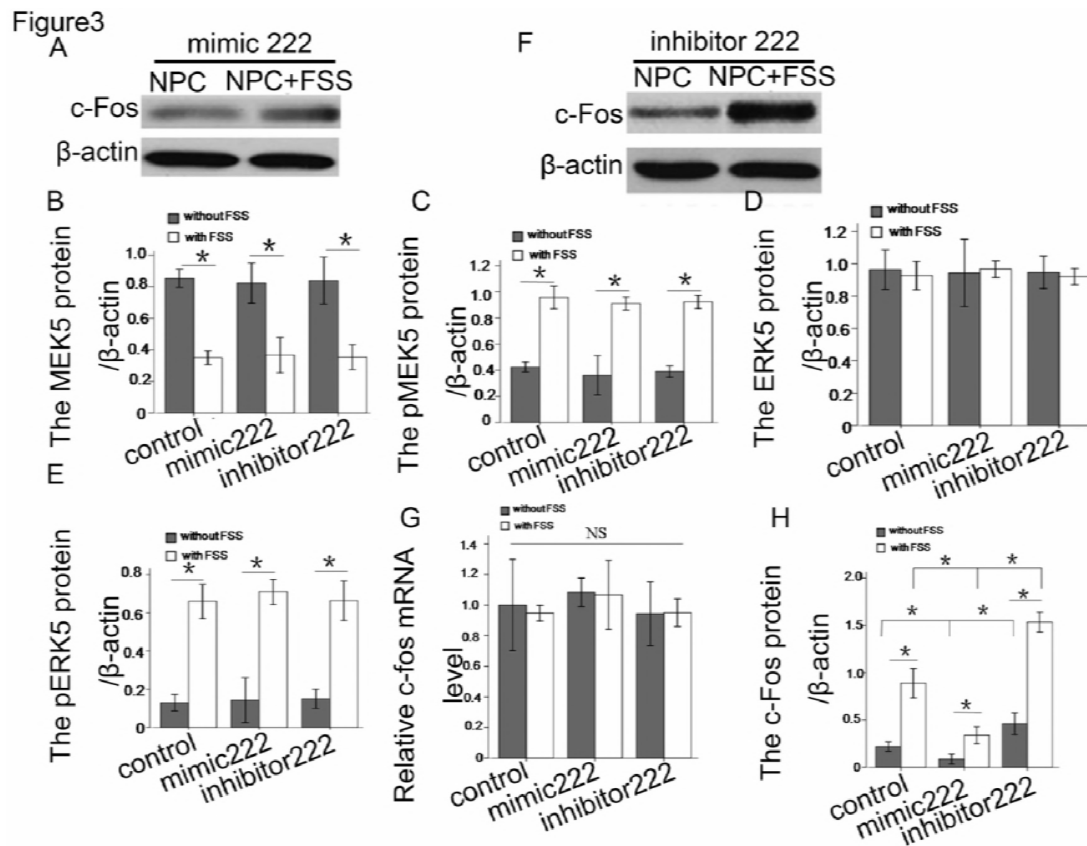 Figure3
A
mimic 222
NPC NPC+FSS
c-Fos
β-actin
F
inhibitor 222
NPC NPC+FSS
c-Fos
β-actin
B
without FSS
with FSS
* * *
The MEK5 protein
/β-actin
0.8
0.6
0.4
0.2
0
control
mimic222
inhibitor222
C
without FSS
with FSS
* * *
The pMEK5 protein
/β-actin
1.2
1.0
0.8
0.6
0.4
0.2
0
control
mimic222
inhibitor222
D
without FSS
with FSS
The ERK5 protein
/β-actin
1.2
1.0
0.8
0.6
0.4
0.2
0
control
mimic222
inhibitor222
E
without FSS
with FSS
* * *
The pERK5 protein
/β-actin
0.8
0.6
0.4
0.2
0
control
mimic222
inhibitor222
G
without FSS
with FSS
NS
Relative c-fos mRNA
level
1.4
1.2
1.0
0.8
0.6
0.4
0.2
0
control
mimic222
inhibitor222
H
without FSS
with FSS
* *
* * *
* *
The c-Fos protein
/β-actin
2.0
1.5
1.0
0.5
0
control
mimic222
inhibitor222